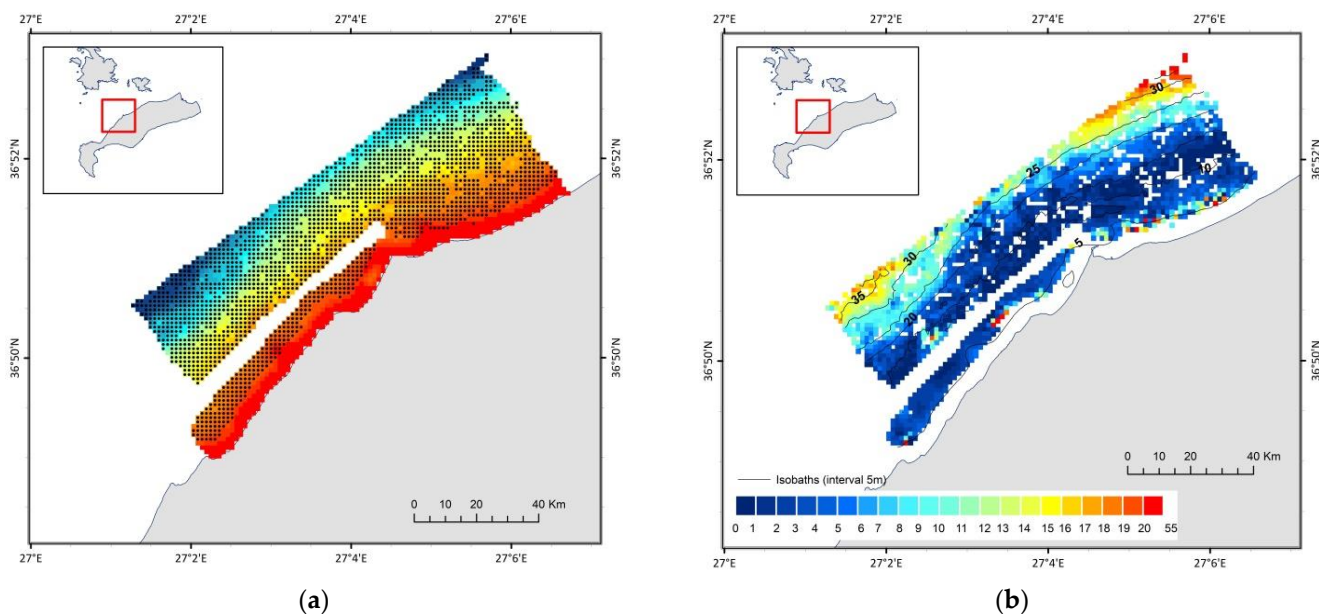 27°E 27°2'E 27°4'E 27°6'E
36°52'N
36°50'N
0 10 20 40 Km
27°E 27°2'E 27°4'E 27°6'E
36°52'N
(a)
27°E 27°2'E 27°4'E 27°6'E
36°52'N 36°52'N
36°50'N 36°50'N
30
25
10
5
30
35
20
0 10 20 40 Km
Isobaths (interval 5m)
0 1 2 3 4 5 6 7 8 9 10 11 12 13 14 15 16 17 18 19 20 55
27°E 27°2'E 27°4'E 27°6'E
(b)